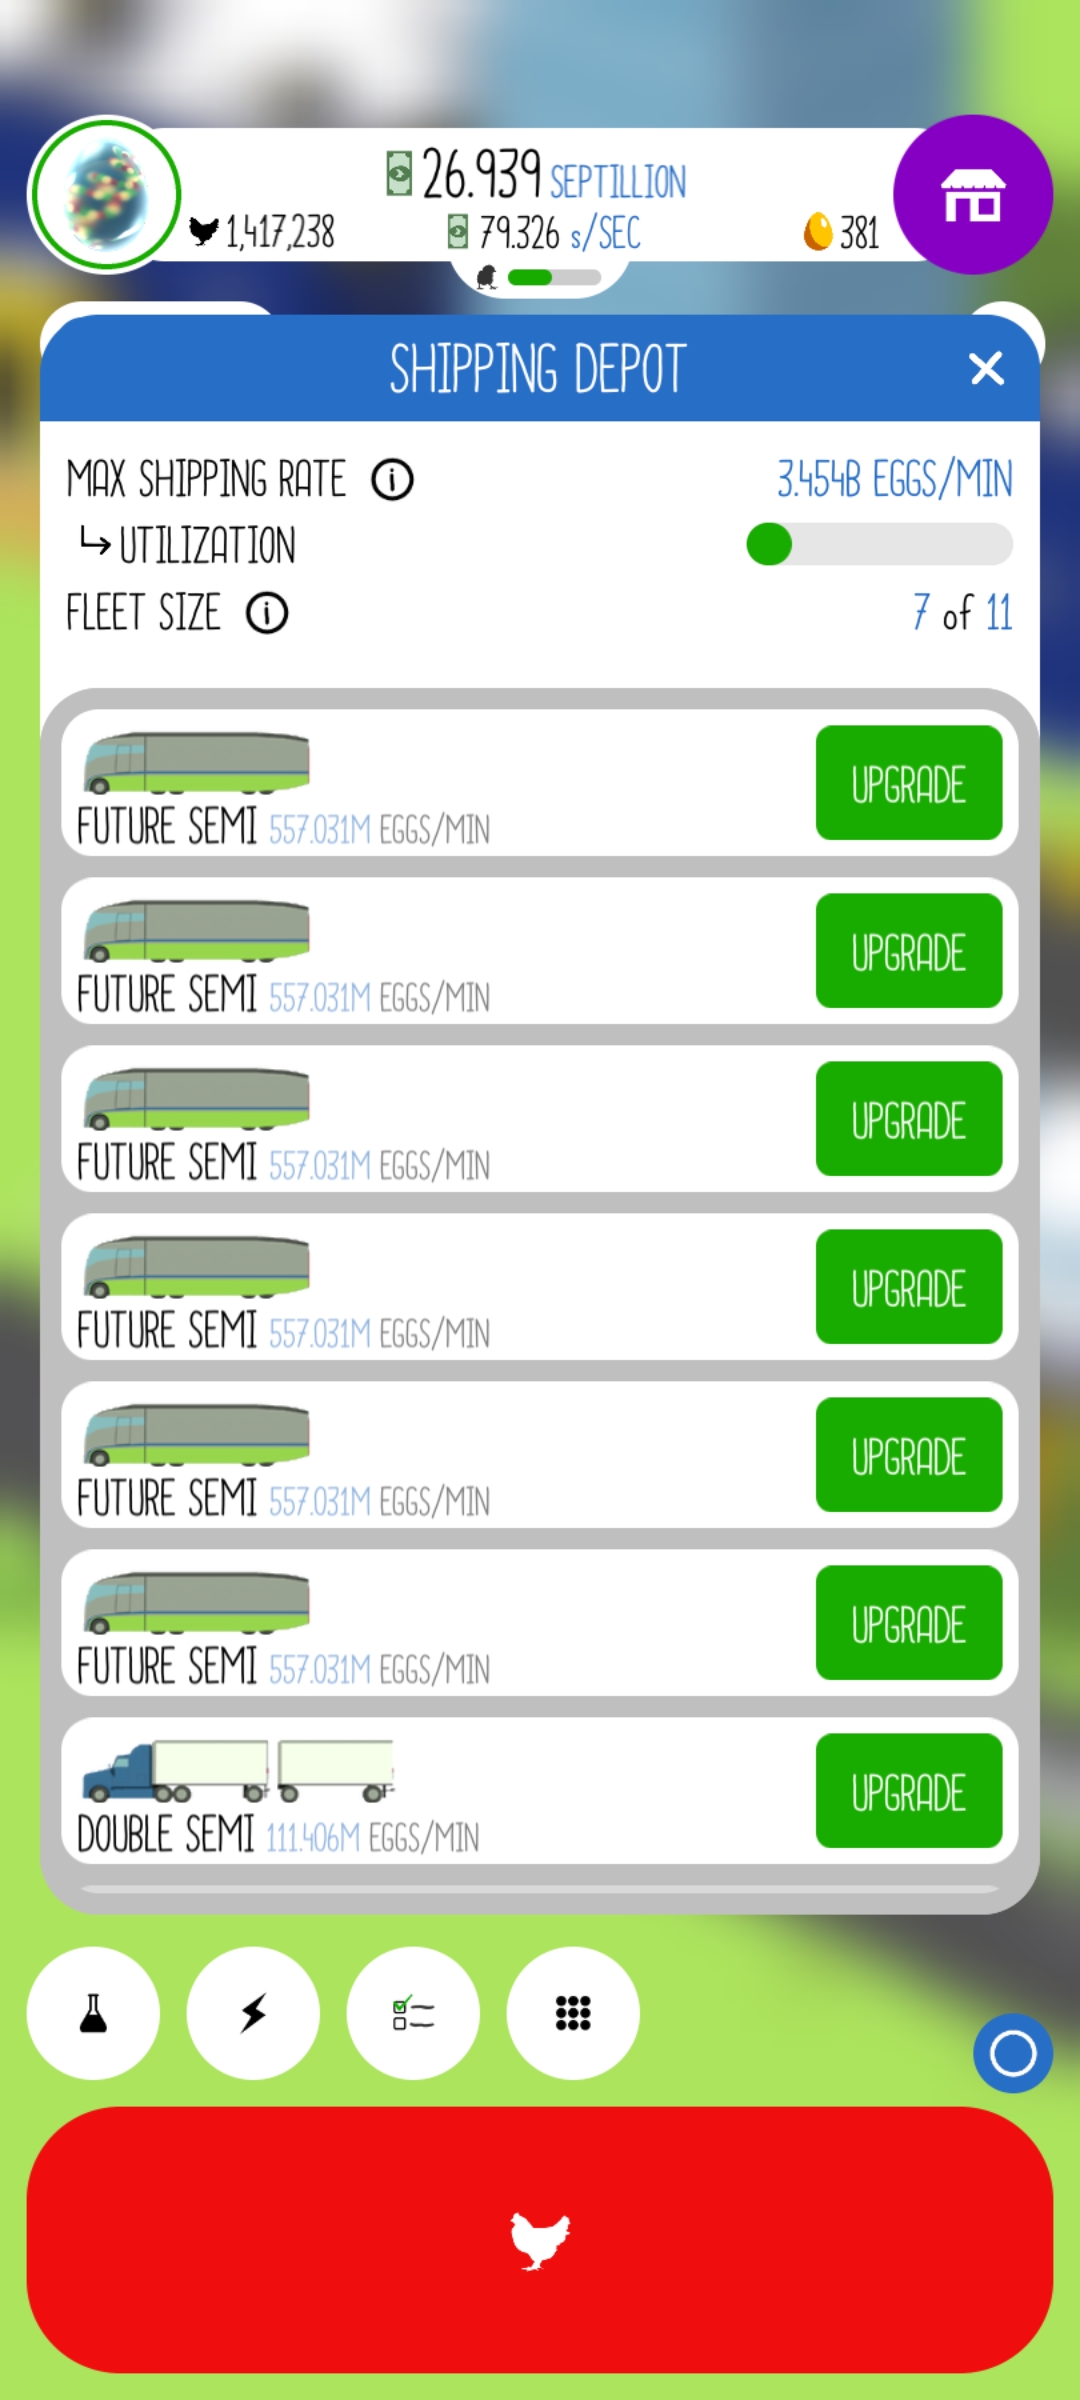 26.939 SEPTILLION
1,417,238 79.326 s/SEC 381
SHIPPING DEPOT
MAX SHIPPING RATE 3.454B EGGS/MIN
UTILIZATION
FLEET SIZE 7 of 11
UPGRADE
FUTURE SEMI 557.031M EGGS/MIN
UPGRADE
FUTURE SEMI 557.031M EGGS/MIN
UPGRADE
FUTURE SEMI 557.031M EGGS/MIN
UPGRADE
FUTURE SEMI 557.031M EGGS/MIN
UPGRADE
FUTURE SEMI 557.031M EGGS/MIN
UPGRADE
FUTURE SEMI 557.031M EGGS/MIN
UPGRADE
DOUBLE SEMI 111.406M EGGS/MIN